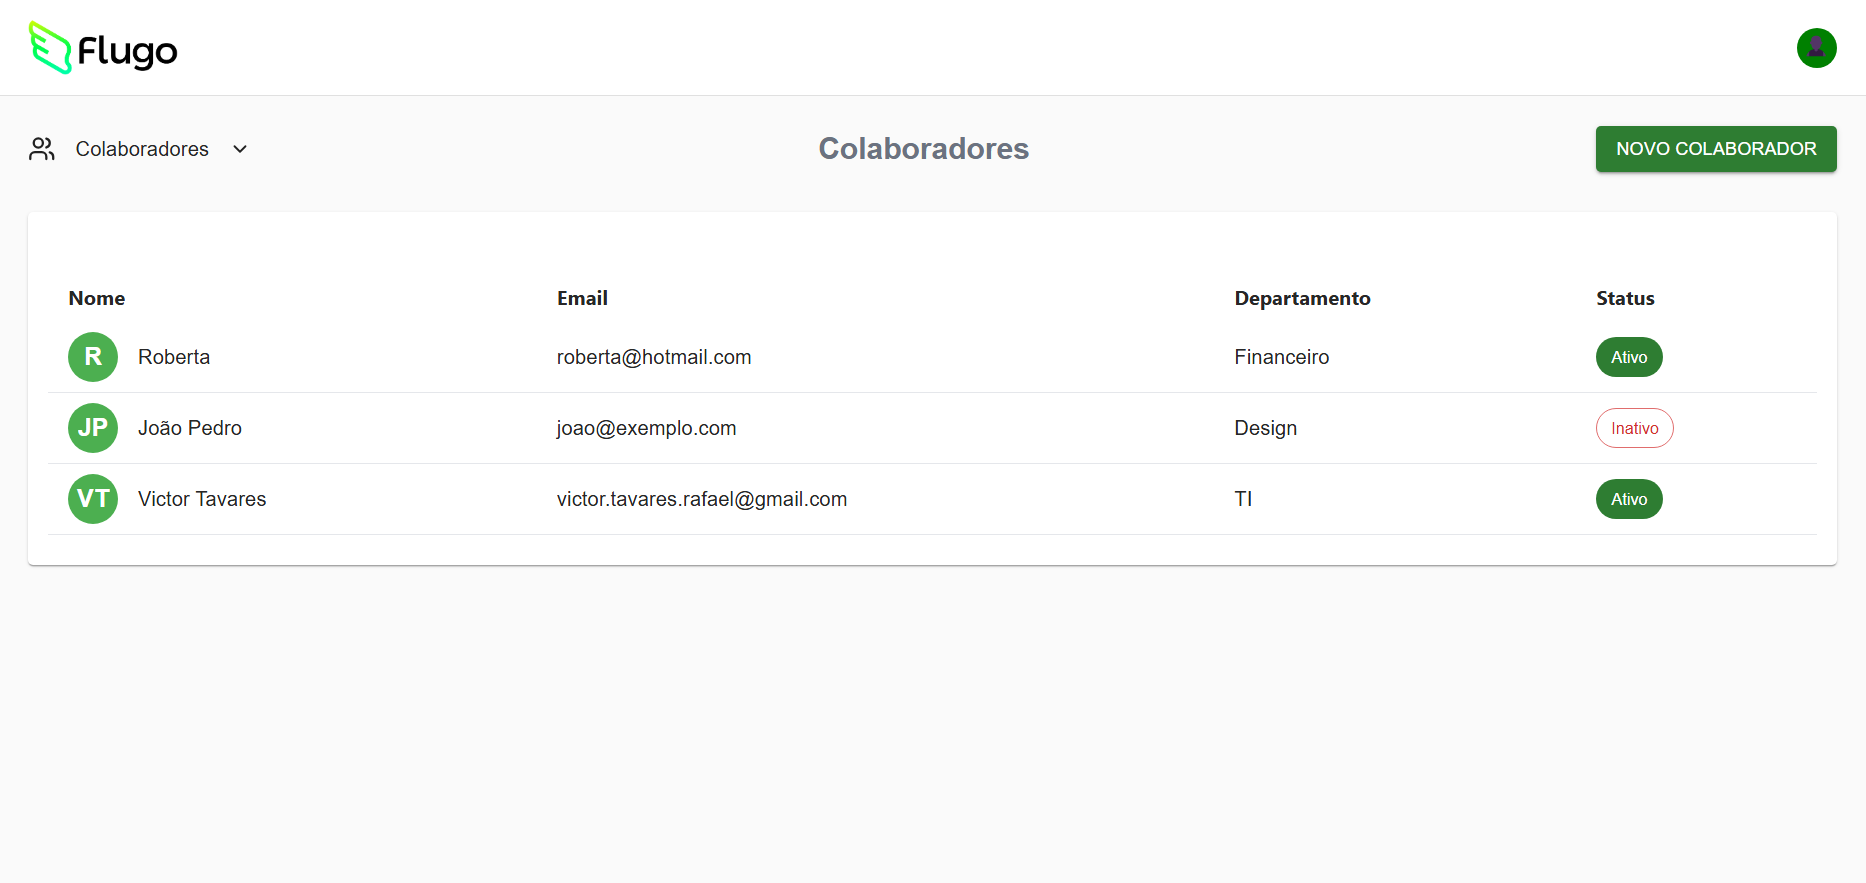 Flugo
Colaboradores
Colaboradores
NOVO COLABORADOR
Nome Email Departamento Status
R Roberta roberta@hotmail.com Financeiro Ativo
JP João Pedro joao@exemplo.com Design Inativo
VT Victor Tavares victor.tavares.rafael@gmail.com TI Ativo